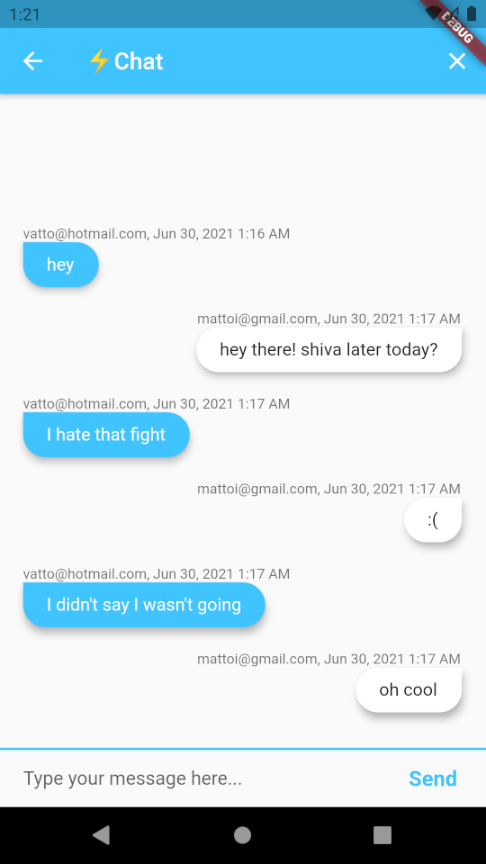 1:21
DEBUG
⚡Chat
vatto@hotmail.com, Jun 30, 2021 1:16 AM
hey
mattoi@gmail.com, Jun 30, 2021 1:17 AM
hey there! shiva later today?
vatto@hotmail.com, Jun 30, 2021 1:17 AM
I hate that fight
mattoi@gmail.com, Jun 30, 2021 1:17 AM
:(
vatto@hotmail.com, Jun 30, 2021 1:17 AM
I didn't say I wasn't going
mattoi@gmail.com, Jun 30, 2021 1:17 AM
oh cool
Type your message here... Send